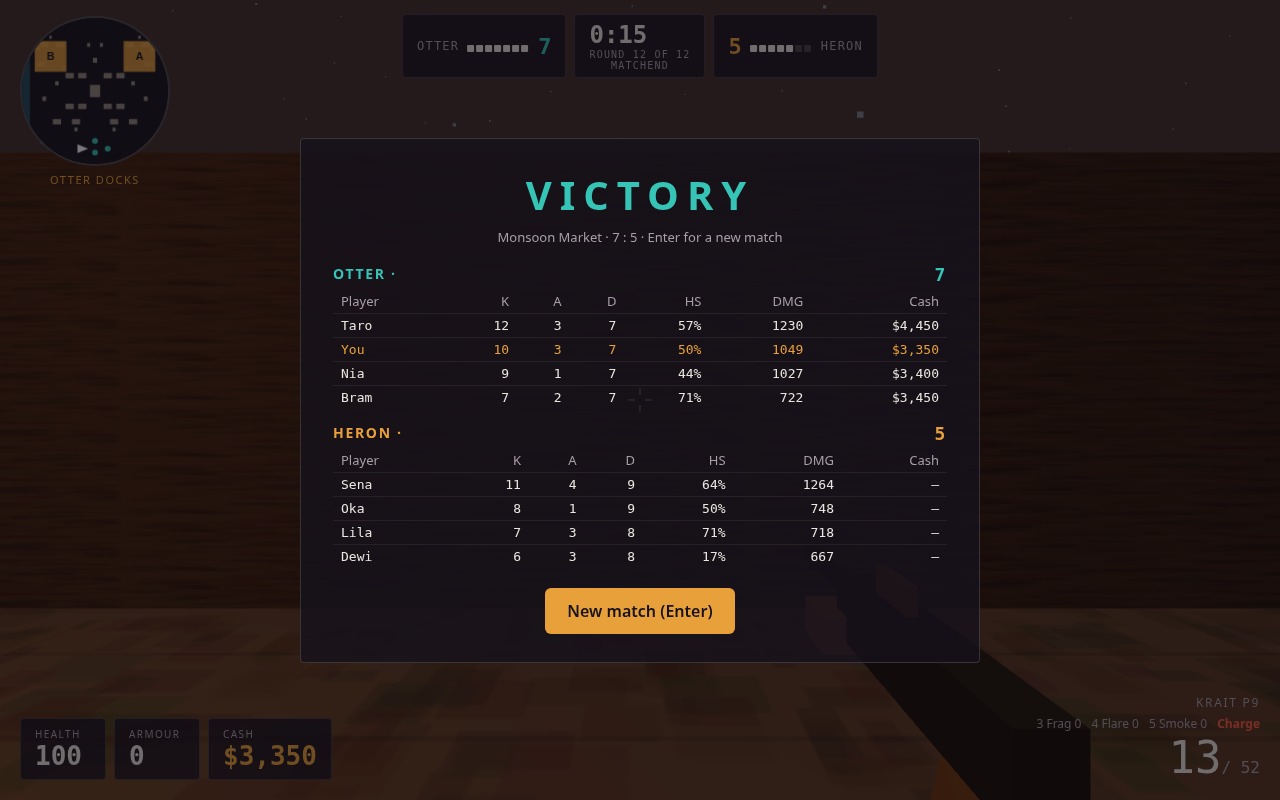 B A
OTTER DOCKS
OTTER 7
0:15
ROUND 12 OF 12
MATCHEND
5 HERON
VICTORY
Monsoon Market · 7 : 5 · Enter for a new match
OTTER · 7
Player K A D HS DMG Cash
Taro 12 3 7 57% 1230 $4,450
You 10 3 7 50% 1049 $3,350
Nia 9 1 7 44% 1027 $3,400
Bram 7 2 7 71% 722 $3,450
HERON · 5
Player K A D HS DMG Cash
Sena 11 4 9 64% 1264 —
Oka 8 1 9 50% 748 —
Lila 7 3 8 71% 718 —
Dewi 6 3 8 17% 667 —
New match (Enter)
HEALTH
100
ARMOUR
0
CASH
$3,350
KRAIT P9
3 Frag 0 4 Flare 0 5 Smoke 0 Charge
13 / 52